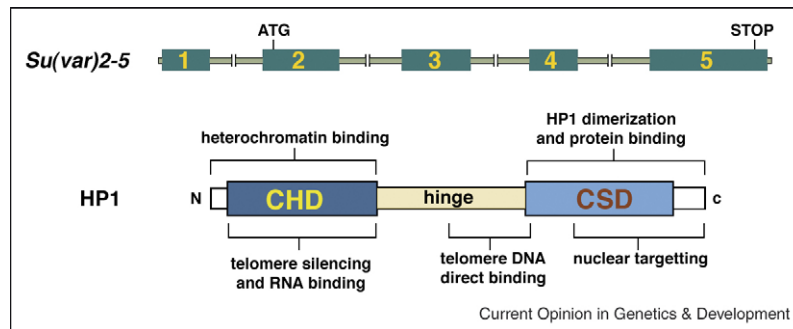 ATG
STOP
Su(var)2-5
1
2
3
4
5
heterochromatin binding
HP1 dimerization
and protein binding
HP1
N
CHD
hinge
CSD
c
telomere silencing
and RNA binding
telomere DNA
direct binding
nuclear targetting
Current Opinion in Genetics & Development